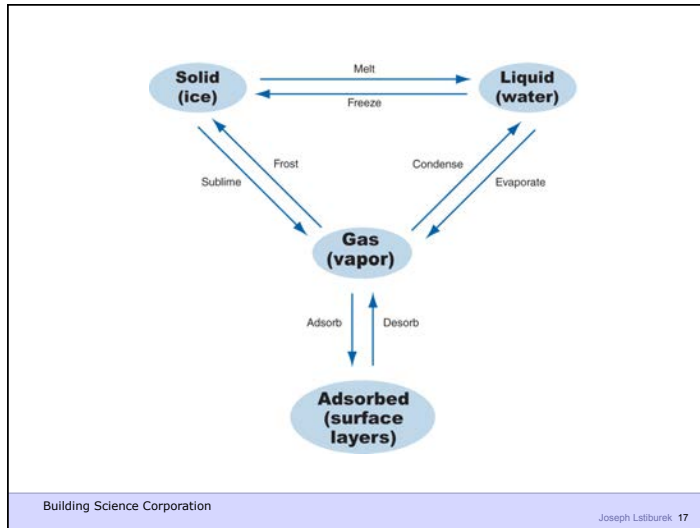 Melt
Solid
(ice)
Liquid
(water)
Freeze
Frost
Condense
Sublime
Evaporate
Gas
(vapor)
Adsorb
Desorb
Adsorbed
(surface
layers)
Building Science Corporation
Joseph Lstiburek 17